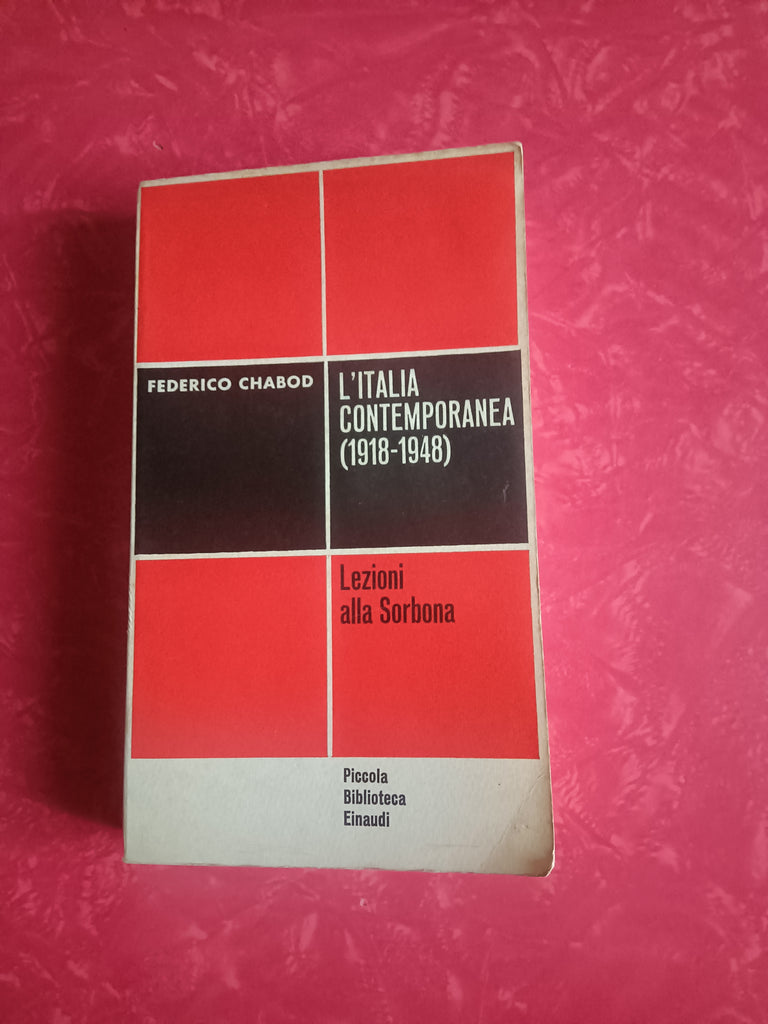 FEDERICO CHABOD
L'ITALIA
CONTEMPORANEA
(1918-1948)
Lezioni
alla Sorbona
Piccola
Biblioteca
Einaudi